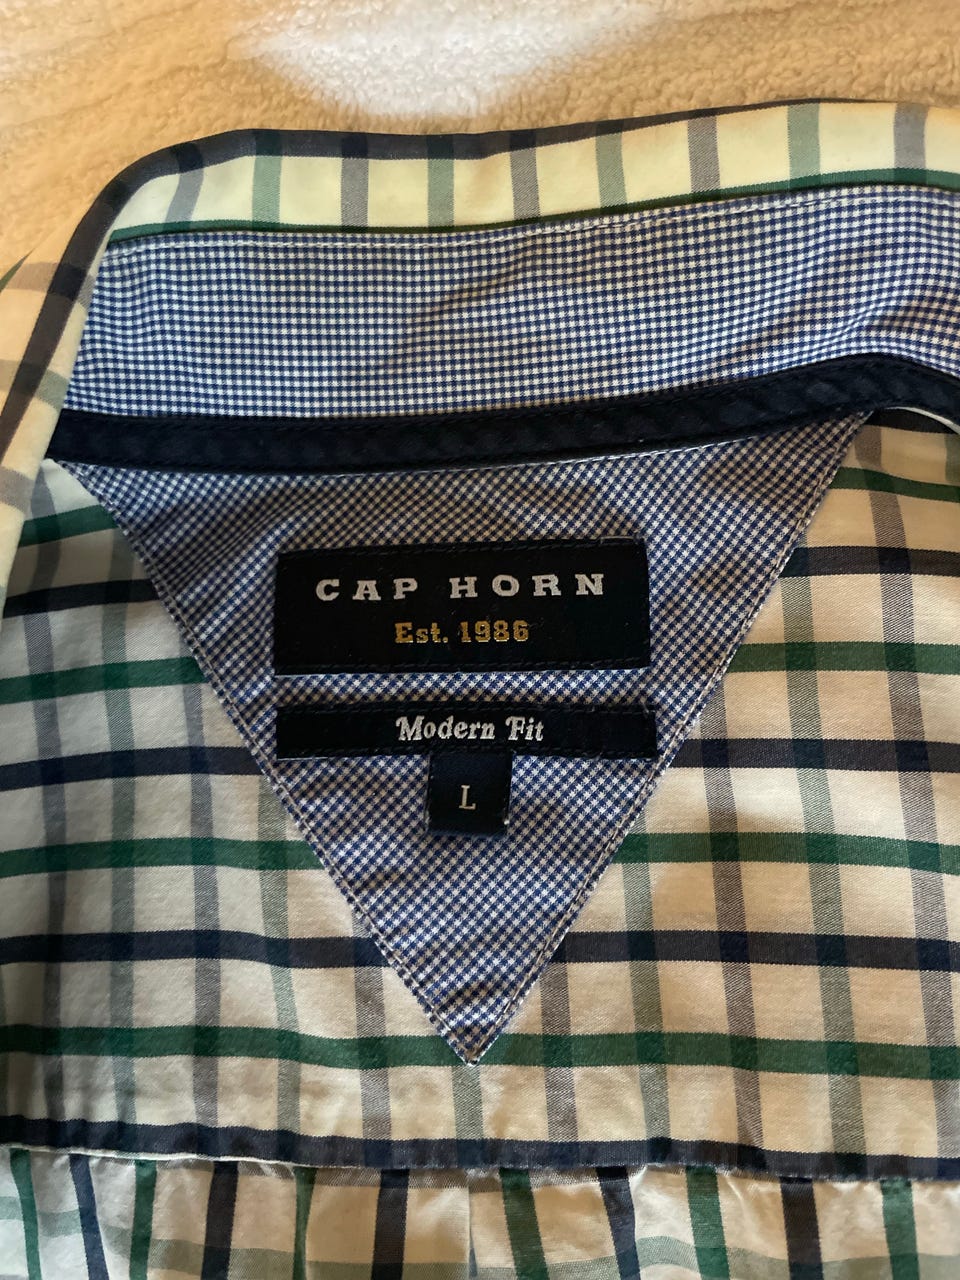 CAP HORN
Est. 1986
Modern Fit
L